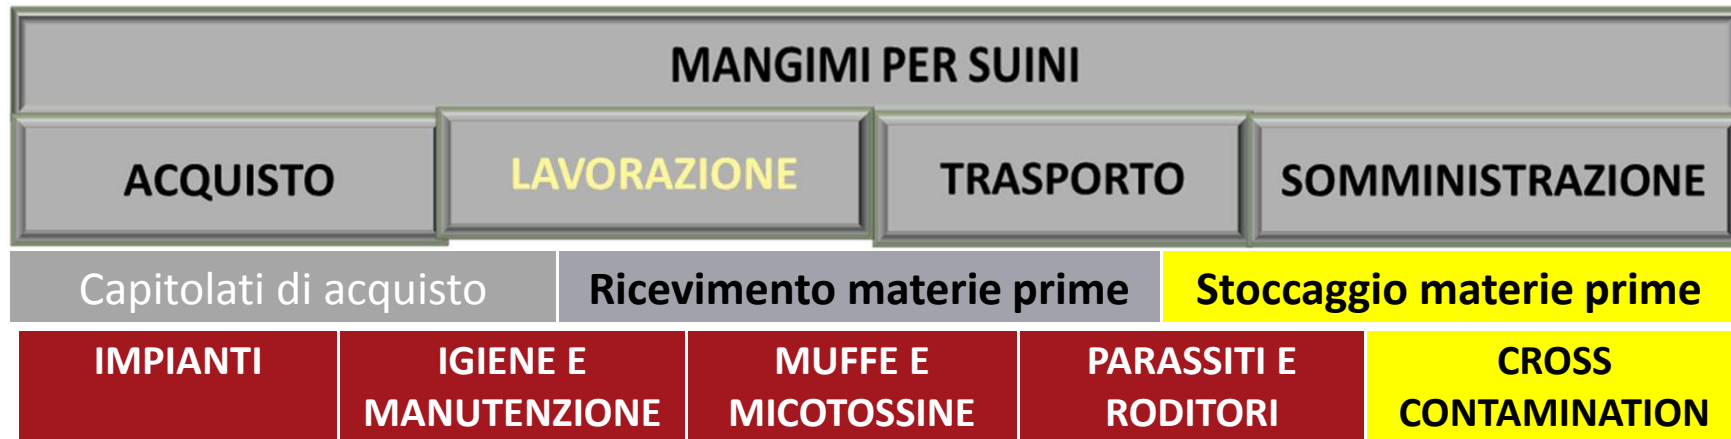 MANGIMI PER SUINI
ACQUISTO
LAVORAZIONE
TRASPORTO
SOMMINISTRAZIONE
Capitolati di acquisto
Ricevimento materie prime
Stoccaggio materie prime
IMPIANTI
IGIENE E
MANUTENZIONE
MUFFE E
MICOTOSSINE
PARASSITI E
RODITORI
CROSS
CONTAMINATION